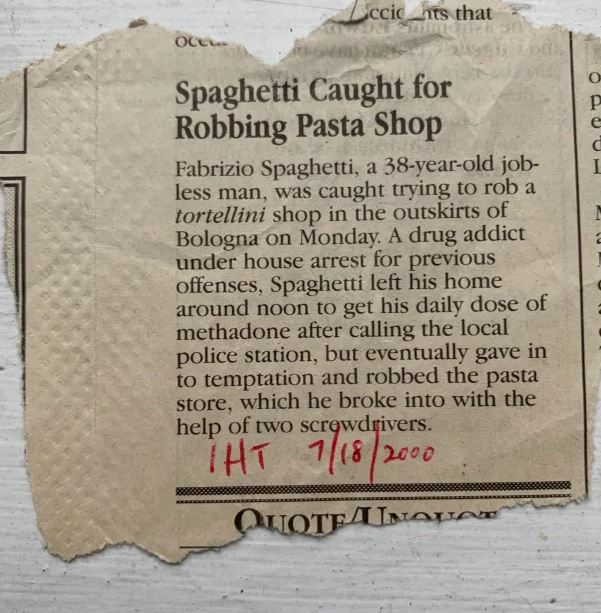 that
Spaghetti Caught for
Robbing Pasta Shop
Fabrizio Spaghetti, a 38-year-old job-
less man, was caught trying to rob a
tortellini shop in the outskirts of
Bologna on Monday. A drug addict
under house arrest for previous
offenses, Spaghetti left his home
around noon to get his daily dose of
methadone after calling the local
police station, but eventually gave in
to temptation and robbed the pasta
store, which he broke into with the
help of two screwdrivers.
IHT 7/18/2000
QUOTE/UNQUOT